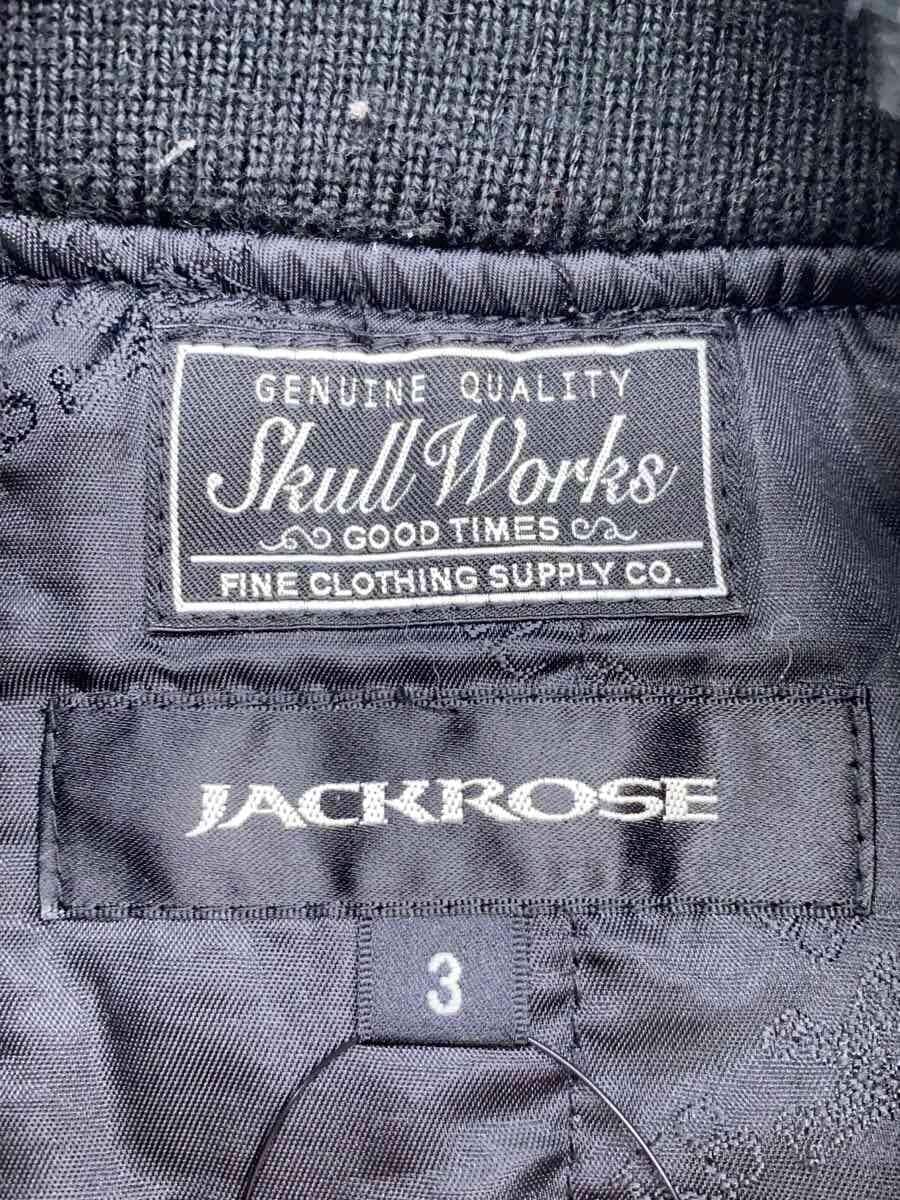 GENUINE QUALITY
Skull Works
GOOD TIMES
FINE CLOTHING SUPPLY CO.
JACKROSE
3